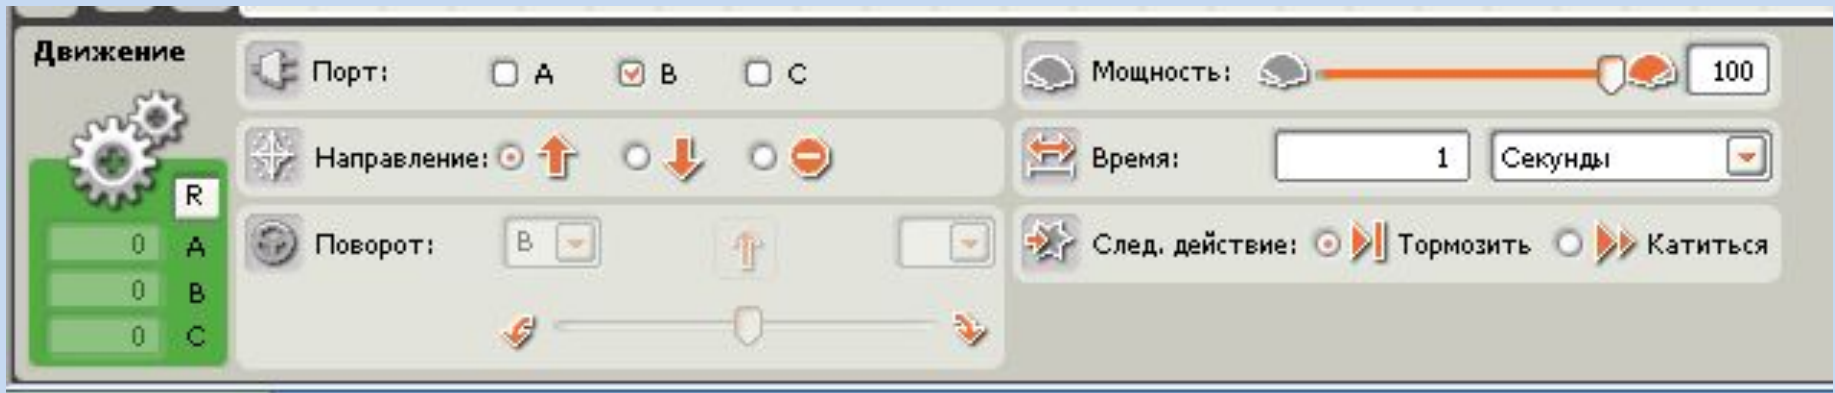 Движение
R
0 A
0 B
0 C
Порт: A B C
Направление:
Поворот: B
Мощность: 100
Время: 1 Секунды
След. действие: Тормозить Катиться